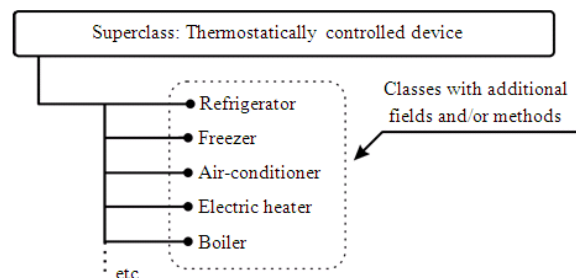 Superclass: Thermostatically controlled device
Refrigerator
Freezer
Air-conditioner
Electric heater
Boiler
etc
Classes with additional
fields and/or methods